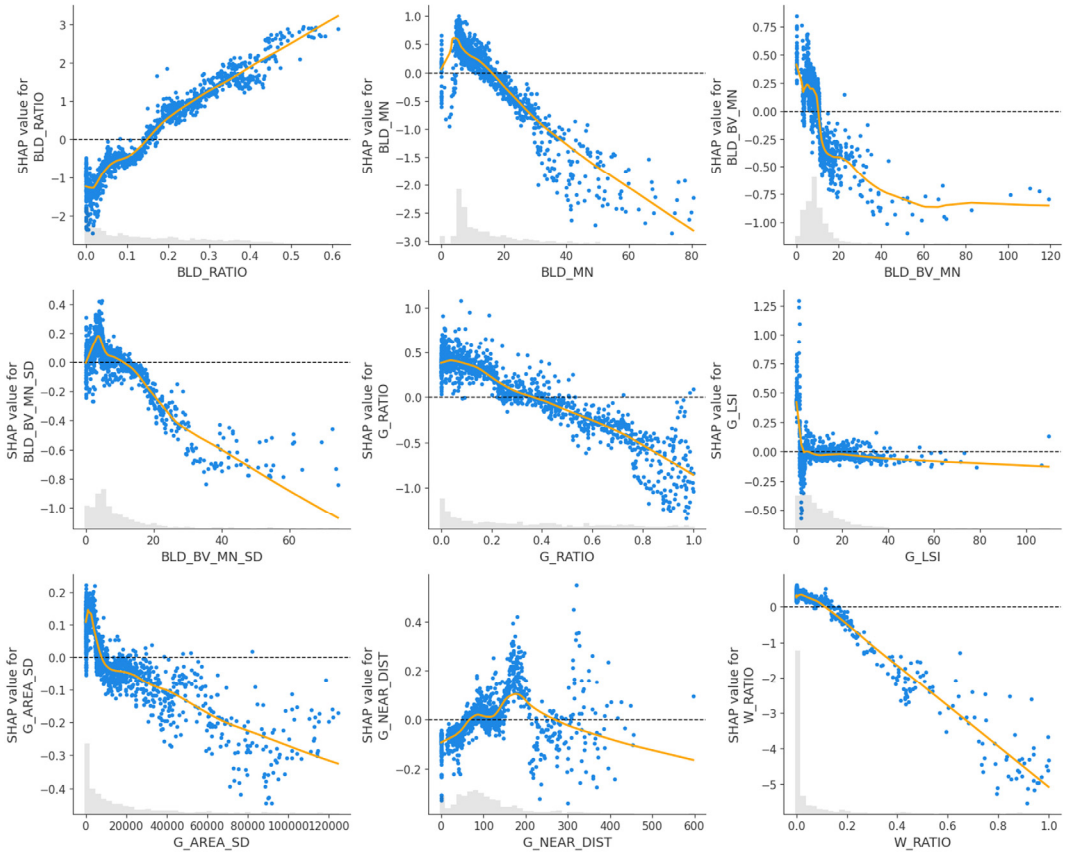 3
2
1
0
−1
−2
SHAP value for
BLD_RATIO
0.0 0.1 0.2 0.3 0.4 0.5 0.6
BLD_RATIO
1.0
0.5
0.0
−0.5
−1.0
−1.5
−2.0
−2.5
−3.0
SHAP value for
BLD_MN
0 20 40 60 80
BLD_MN
0.75
0.50
0.25
0.00
−0.25
−0.50
−0.75
−1.00
SHAP value for
BLD_BV_MN
0 20 40 60 80 100 120
BLD_BV_MN
0.4
0.2
0.0
−0.2
−0.4
−0.6
−0.8
−1.0
SHAP value for
BLD_BV_MN_SD
0 20 40 60
BLD_BV_MN_SD
1.0
0.5
0.0
−0.5
−1.0
SHAP value for
G_RATIO
0.0 0.2 0.4 0.6 0.8 1.0
G_RATIO
1.25
1.00
0.75
0.50
0.25
0.00
−0.25
−0.50
SHAP value for
G_LSI
0 20 40 60 80 100
G_LSI
0.2
0.1
0.0
−0.1
−0.2
−0.3
−0.4
SHAP value for
G_AREA_SD
0 20000 40000 60000 80000 100000 120000
G_AREA_SD
0.4
0.2
0.0
−0.2
SHAP value for
G_NEAR_DIST
0 100 200 300 400 500 600
G_NEAR_DIST
0
−1
−2
−3
−4
−5
SHAP value for
W_RATIO
0.0 0.2 0.4 0.6 0.8 1.0
W_RATIO